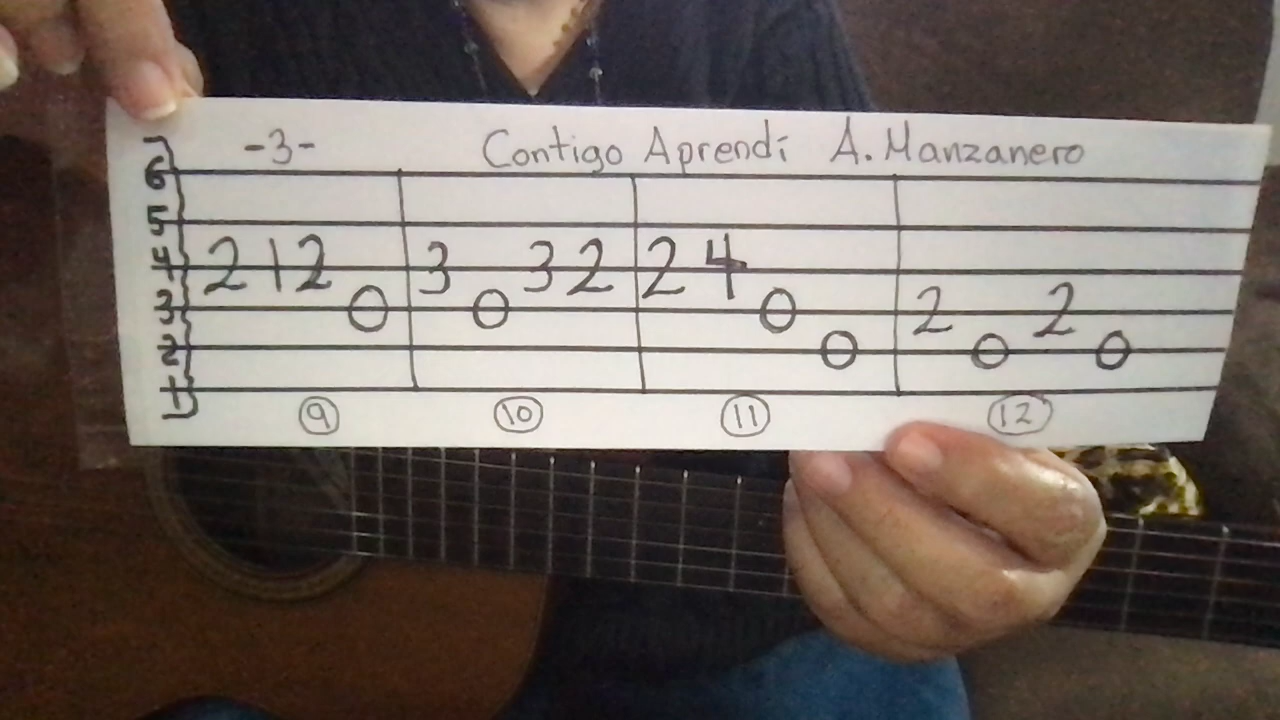 -3- Contigo Aprendí A. Manzanero
6
5
4 2 1 2 3 3 2 2 4
3 0 0 0 2 2
2 0 0 0
1
9 10 11 12